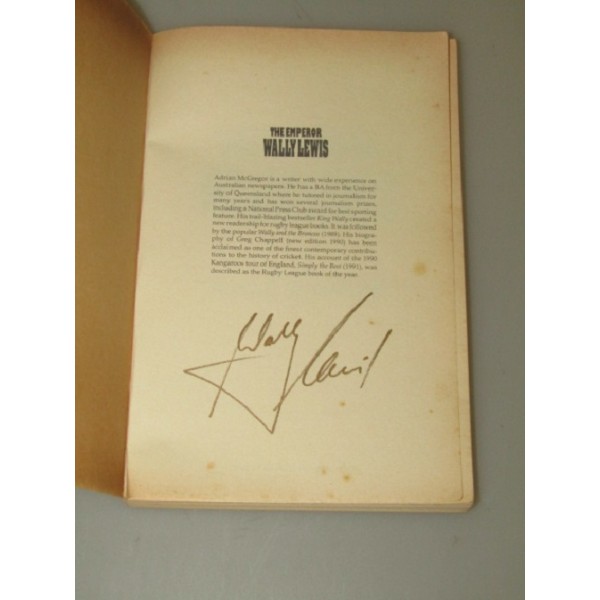 THE EMPEROR
WALLY LEWIS
Adrian McGregor is a writer with wide experience on
Australian newspapers. He has a BA from the Univer-
sity of Queensland where he tutored in journalism for
many years and has won several journalism prizes,
including a National Press Club award for best sporting
feature. His trail-blazing bestseller King Wally created a
new readership for rugby league books. It was followed
by the popular Wally and the Broncos (1989). His biography
of Greg Chappell (new edition 1990) has been
acclaimed as one of the finest contemporary contribu-
tions to the history of cricket. His account of the 1990
Kangaroos tour of England, Simply the Best (1991), was
described as the Rugby League book of the year.
Wally
Lewis